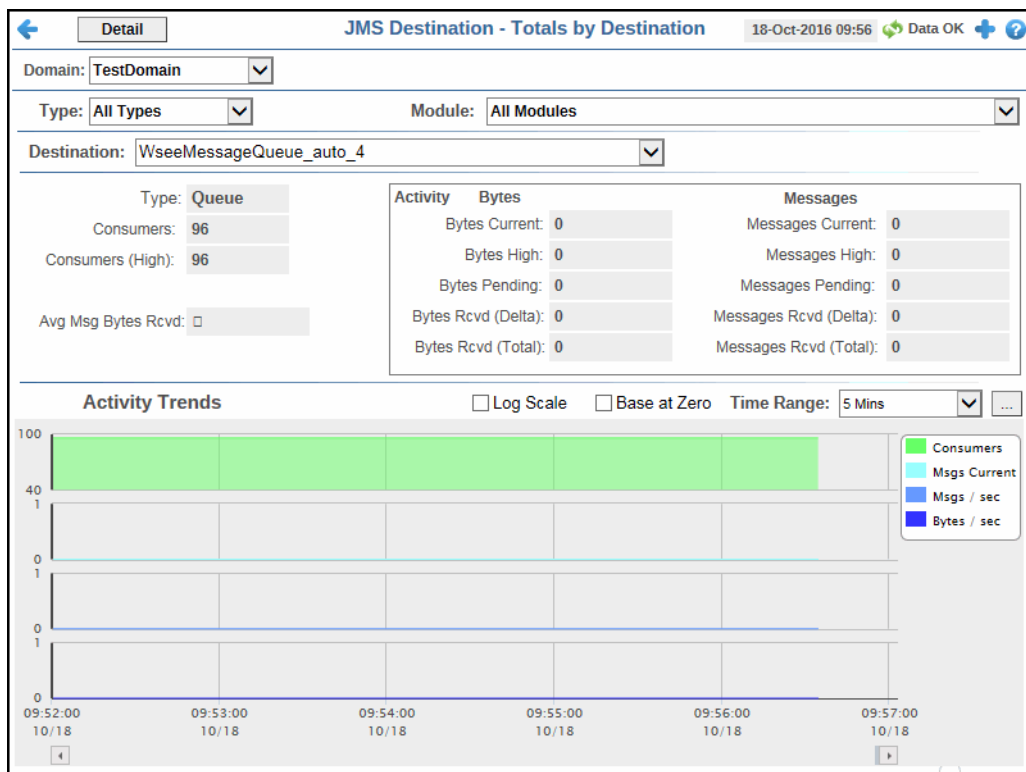 Detail JMS Destination - Totals by Destination 18-Oct-2016 09:56 Data OK ?
Domain: TestDomain
Type: All Types Module: All Modules
Destination: WseeMessageQueue_auto_4
Type: Queue
Consumers: 96
Consumers (High): 96
Avg Msg Bytes Rcvd:
Activity Bytes Messages
Bytes Current: 0 Messages Current: 0
Bytes High: 0 Messages High: 0
Bytes Pending: 0 Messages Pending: 0
Bytes Rcvd (Delta): 0 Messages Rcvd (Delta): 0
Bytes Rcvd (Total): 0 Messages Rcvd (Total): 0
Activity Trends Log Scale Base at Zero Time Range: 5 Mins ...
100
40
1
0
1
0
1
0
Consumers
Msgs Current
Msgs / sec
Bytes / sec
09:52:00 09:53:00 09:54:00 09:55:00 09:56:00 09:57:00
10/18 10/18 10/18 10/18 10/18 10/18